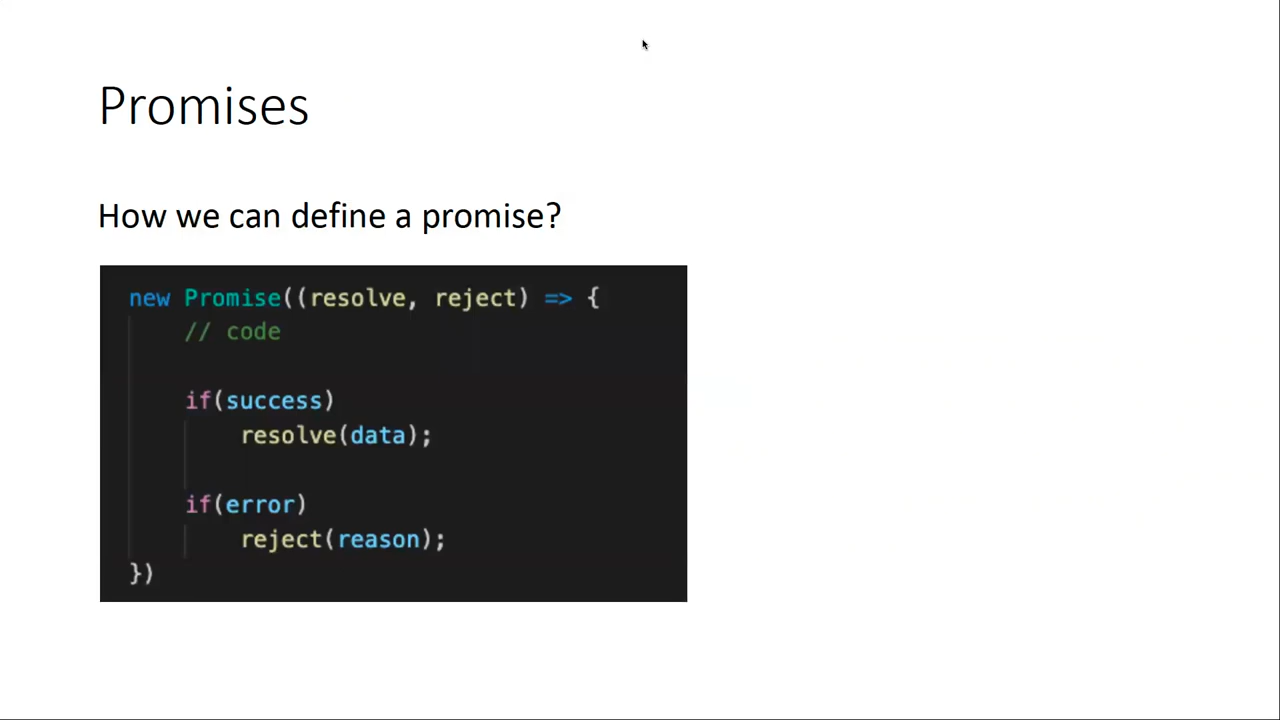 Promises
How we can define a promise?
new Promise((resolve, reject) => {
// code
if(success)
resolve(data);
if(error)
reject(reason);
})